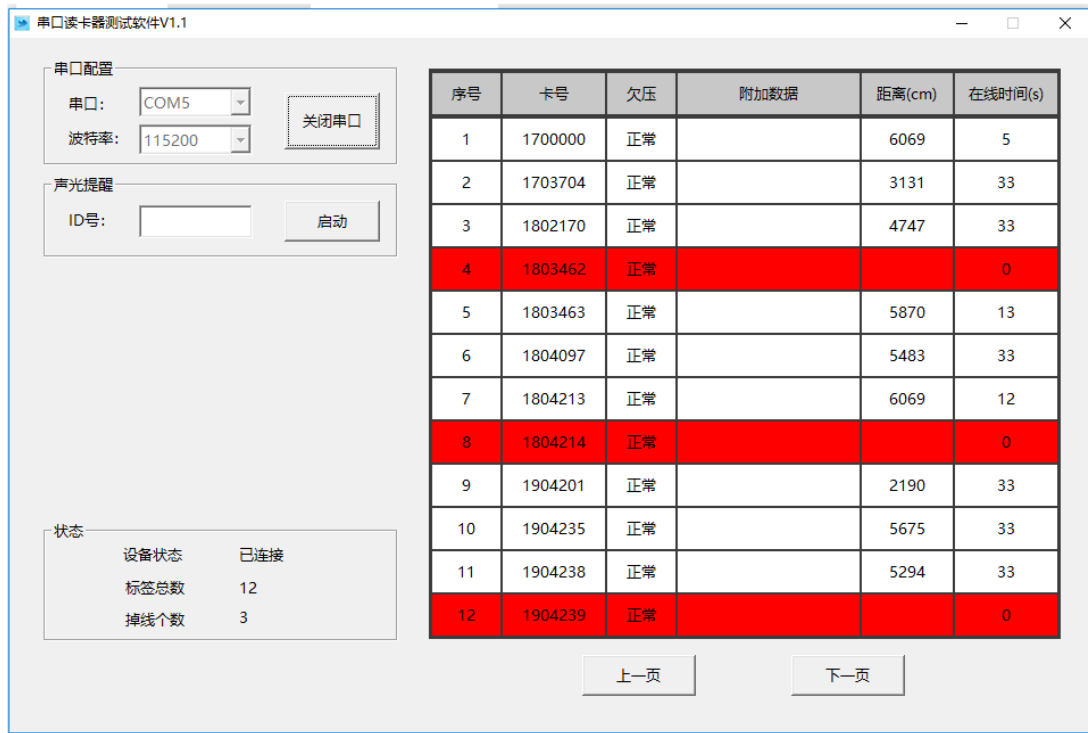 串口读卡器测试软件V1.1
串口配置
串口: COM5
波特率: 115200
关闭串口
声光提醒
ID号:
启动
状态
设备状态 已连接
标签总数 12
掉线个数 3
序号 卡号 欠压 附加数据 距离(cm) 在线时间(s)
1 1700000 正常 6069 5
2 1703704 正常 3131 33
3 1802170 正常 4747 33
4 1803462 正常 0
5 1803463 正常 5870 13
6 1804097 正常 5483 33
7 1804213 正常 6069 12
8 1804214 正常 0
9 1904201 正常 2190 33
10 1904235 正常 5675 33
11 1904238 正常 5294 33
12 1904239 正常 0
上一页 下一页